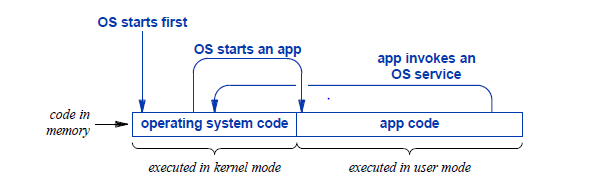 OS starts first
OS starts an app
app invokes an
OS service
code in
memory
operating system code
app code
executed in kernel mode
executed in user mode